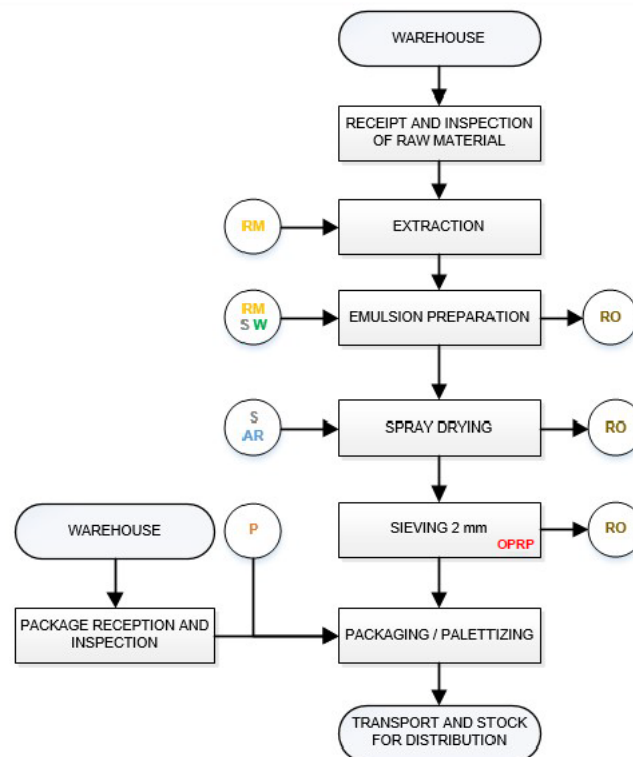 WAREHOUSE
RECEIPT AND INSPECTION
OF RAW MATERIAL
RM
EXTRACTION
RM
S W
EMULSION PREPARATION
RO
S
AR
SPRAY DRYING
RO
WAREHOUSE
P
SIEVING 2 mm
OPRP
RO
PACKAGE RECEPTION AND
INSPECTION
PACKAGING / PALETTIZING
TRANSPORT AND STOCK
FOR DISTRIBUTION